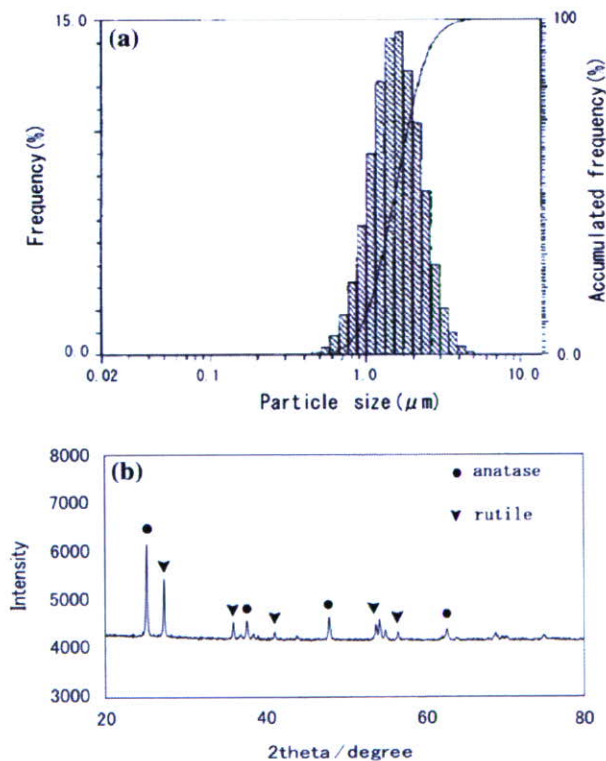 (a)
15.0
0.0
Frequency(%)
100
0.0
Accumulated frequency(%)
0.02
0.1
1.0
10.0
Particle size(μm)
(b)
8000
7000
6000
5000
4000
3000
Intensity
● anatase
▼ rutile
20
40
60
80
2theta/degree